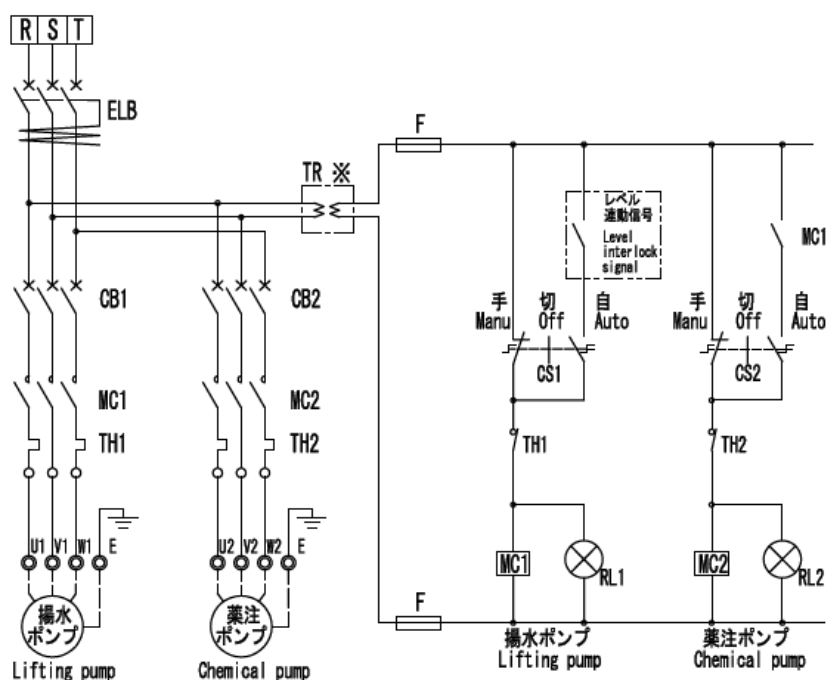 R S T
ELB
F
TR ※
レベル
連動信号
Level
interlock
signal
MC1
CB1
CB2
手
Manu
切
Off
自
Auto
手
Manu
切
Off
自
Auto
CS1
CS2
MC1
MC2
TH1
TH2
TH1
TH2
U1 V1 W1 E
U2 V2 W2 E
MC1
RL1
MC2
RL2
揚水
ポンプ
薬注
ポンプ
F
Lifting pump
Chemical pump
揚水ポンプ
Lifting pump
薬注ポンプ
Chemical pump